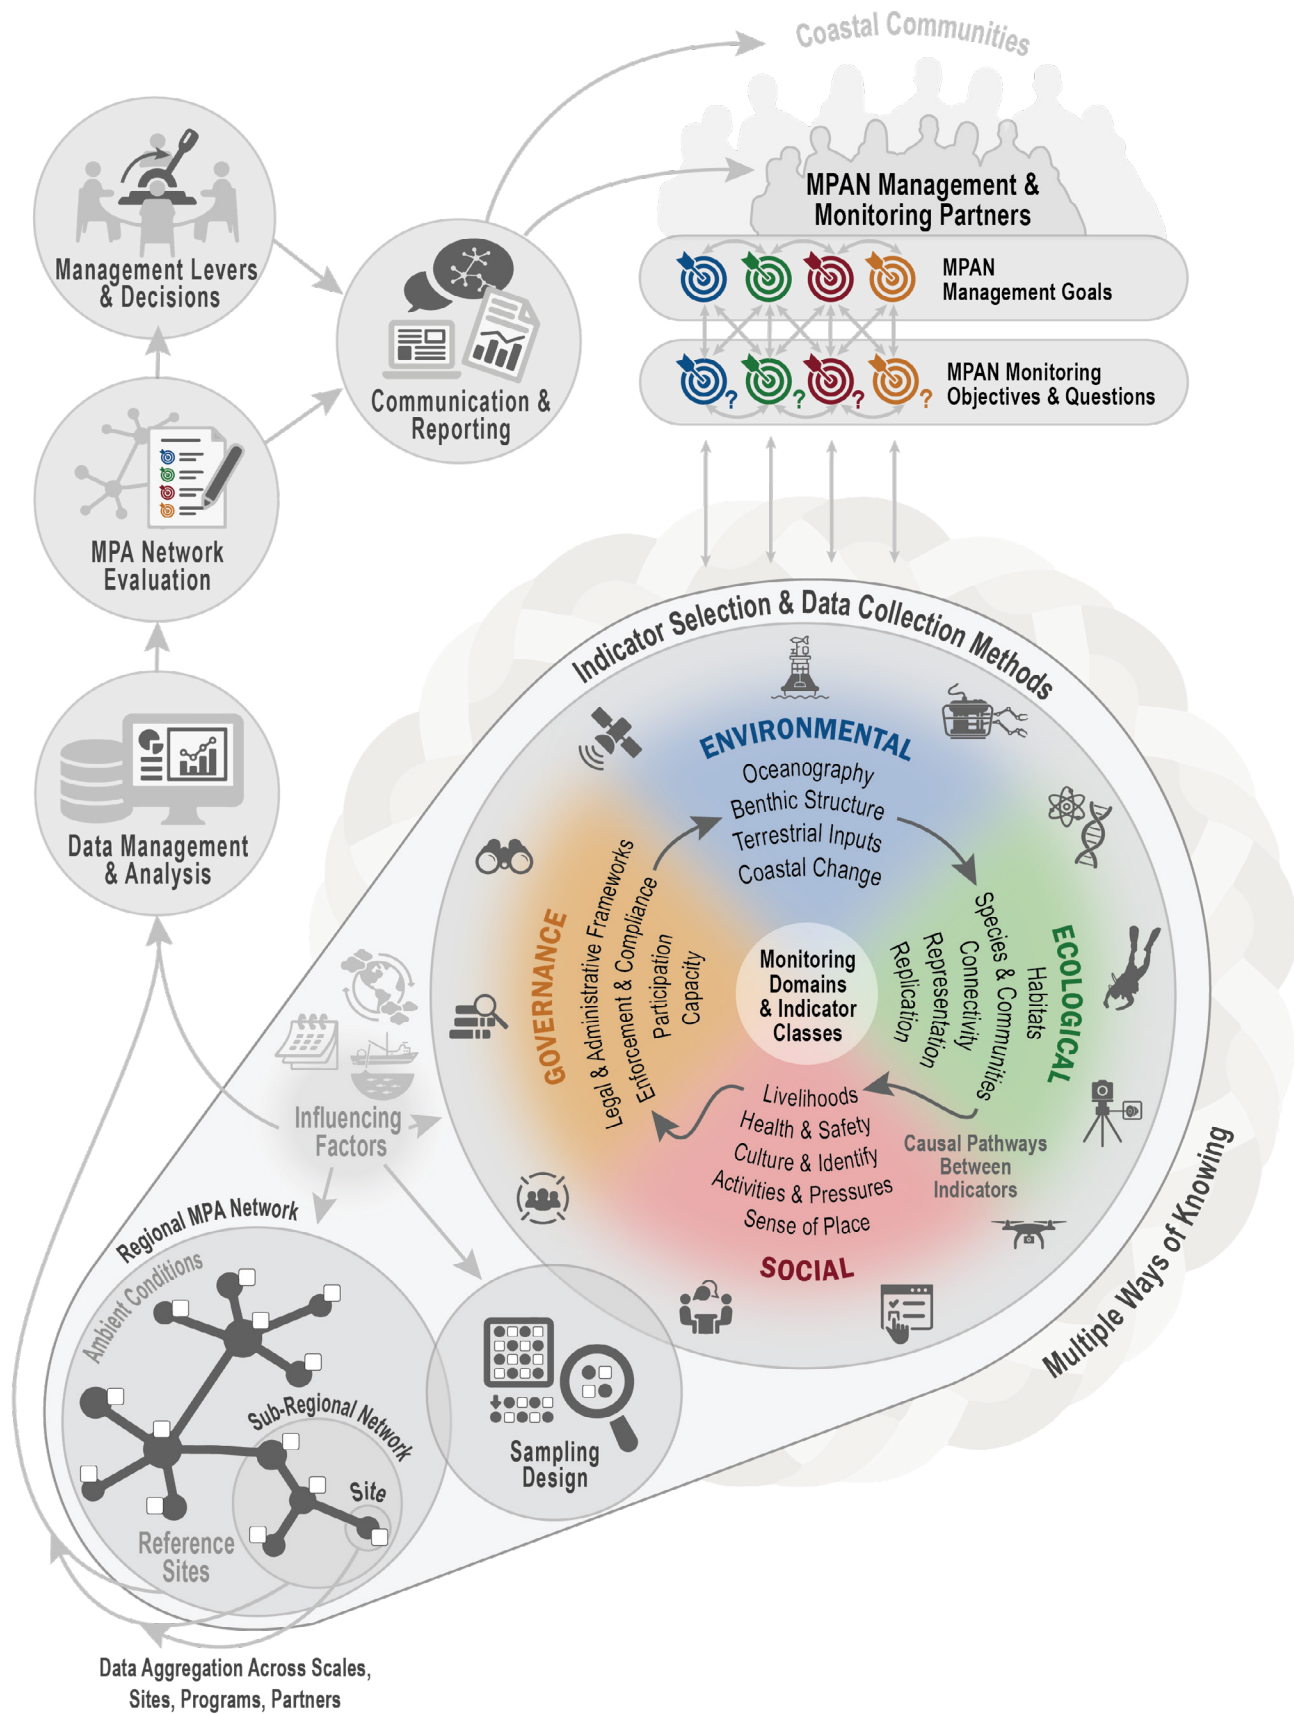 Coastal Communities
MPAN Management &
Monitoring Partners
MPAN
Management Goals
MPAN Monitoring
Objectives & Questions
? ? ? ?
Management Levers
& Decisions
Communication &
Reporting
MPA Network
Evaluation
Data Management
& Analysis
Indicator Selection & Data Collection Methods
ENVIRONMENTAL
Oceanography
Benthic Structure
Terrestrial Inputs
Coastal Change
ECOLOGICAL
Habitats
Species & Communities
Connectivity
Representation
Replication
Monitoring
Domains
& Indicator
Classes
GOVERNANCE
Legal & Administrative Frameworks
Enforcement & Compliance
Participation
Capacity
Livelihoods
Health & Safety
Culture & Identify
Activities & Pressures
Sense of Place
SOCIAL
Causal Pathways
Between
Indicators
Multiple Ways of Knowing
Influencing
Factors
Regional MPA Network
Ambient Conditions
Sub-Regional Network
Site
Reference
Sites
Sampling
Design
Data Aggregation Across Scales,
Sites, Programs, Partners